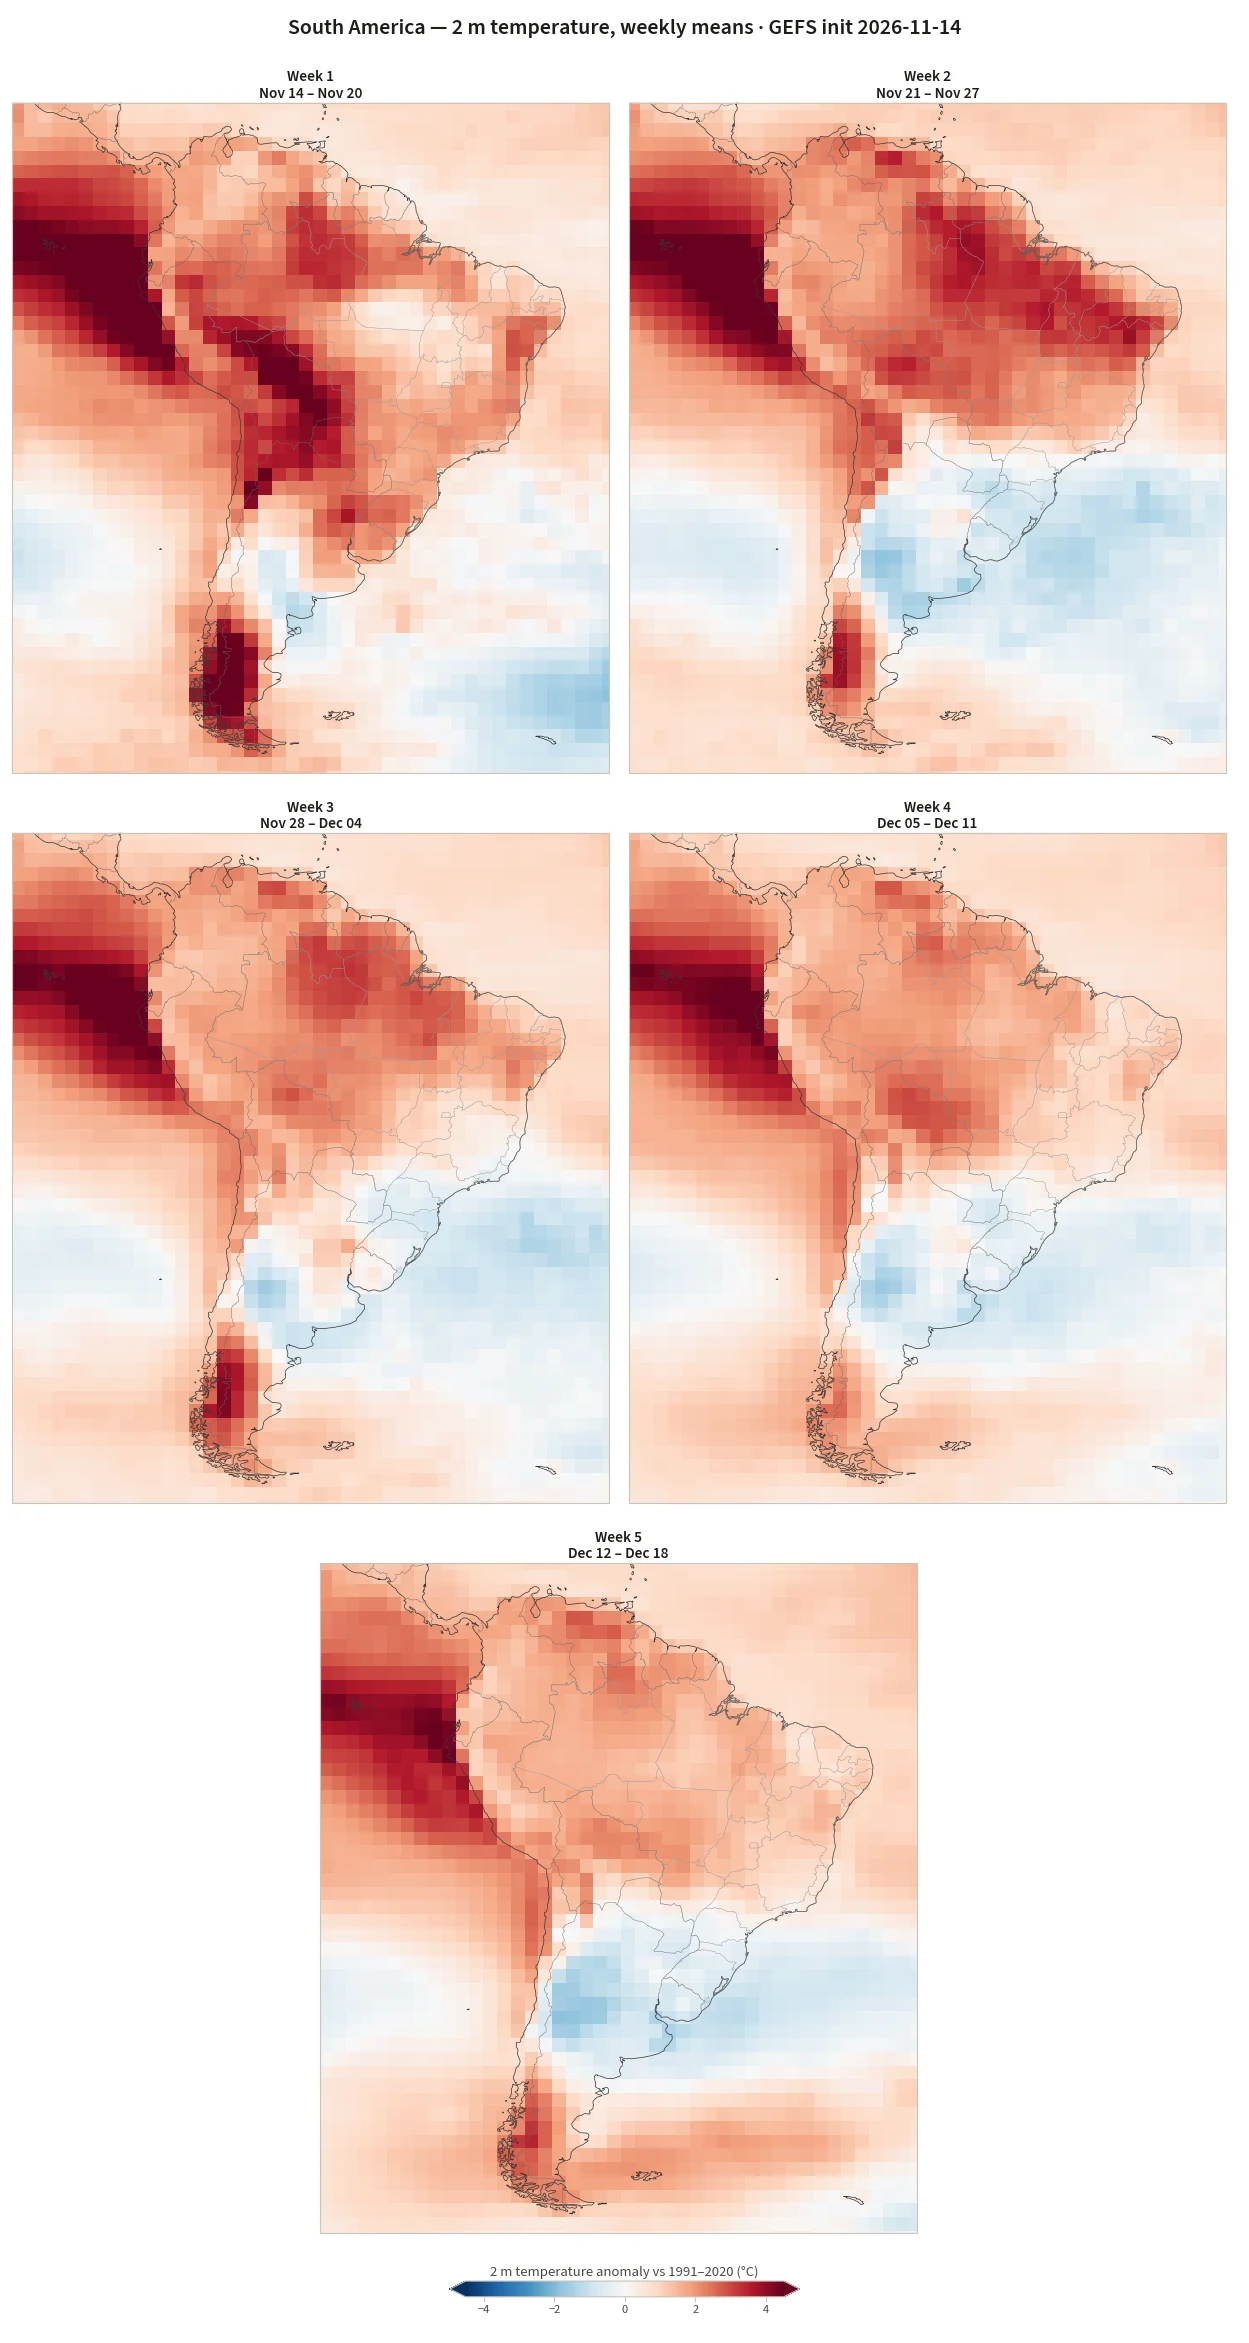 South America — 2 m temperature, weekly means · GEFS init 2026-11-14
Week 1
Nov 14 – Nov 20
Week 2
Nov 21 – Nov 27
Week 3
Nov 28 – Dec 04
Week 4
Dec 05 – Dec 11
Week 5
Dec 12 – Dec 18
2 m temperature anomaly vs 1991–2020 (°C)
−4 −2 0 2 4